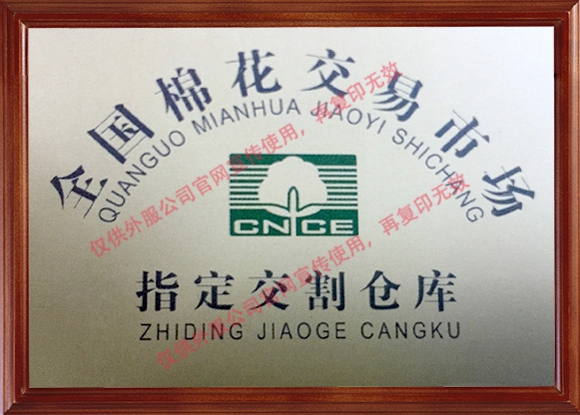 全国棉花交易市场
QUANGUO MIANHUA JIAOYI SHICHANG
CNCE
指定交割仓库
ZHIDING JIAOGE CANGKU
仅供外服公司官网宣传使用，再复印无效
仅供外服公司官网宣传使用，再复印无效